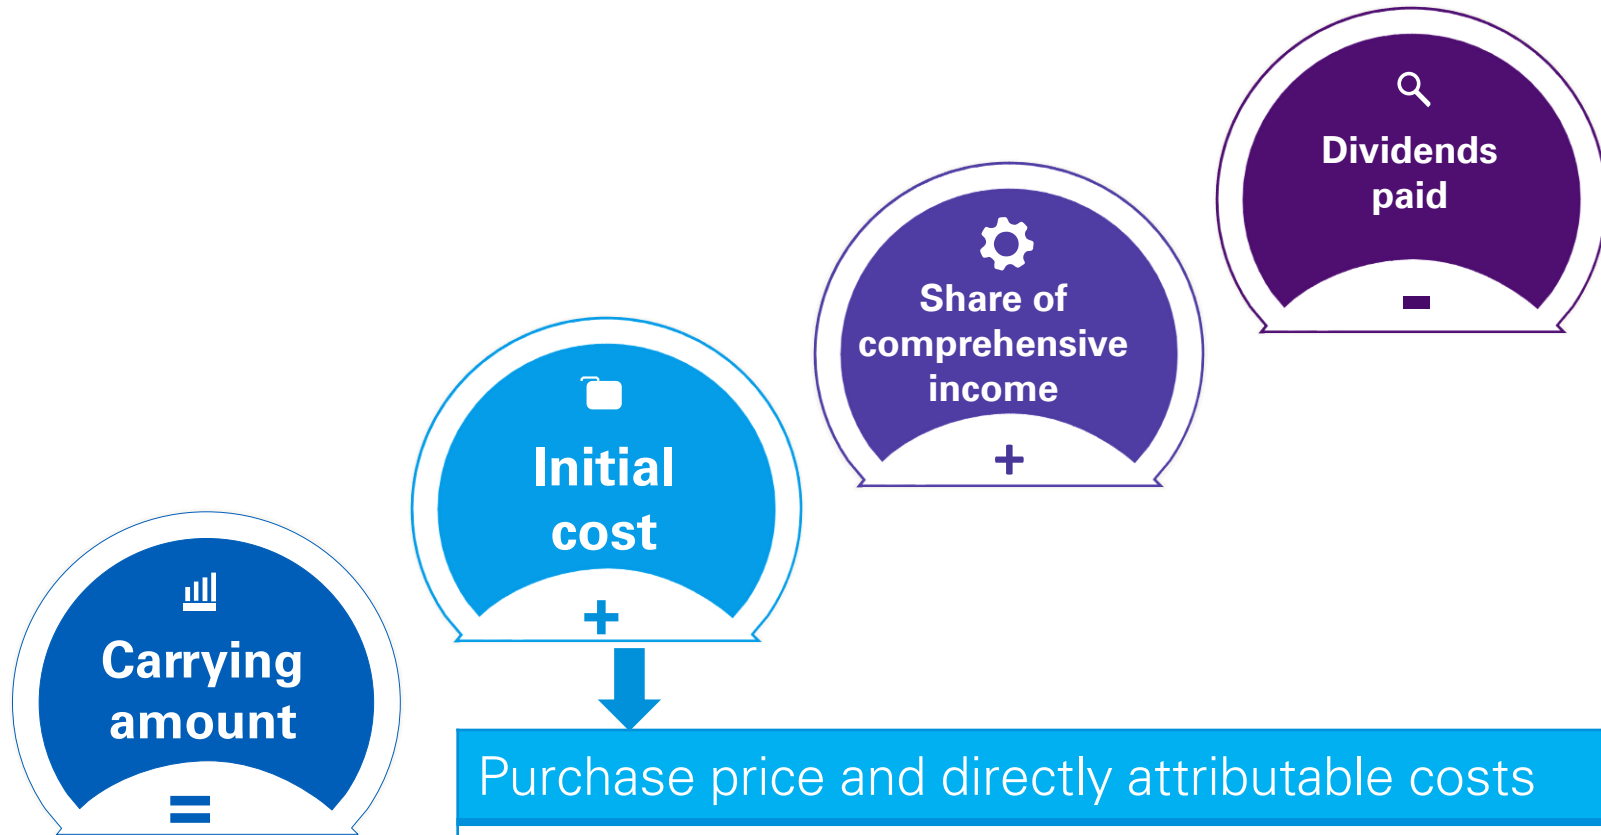 Carrying
amount
=
Initial
cost
+
Share of
comprehensive
income
+
Dividends
paid
-
Purchase price and directly attributable costs